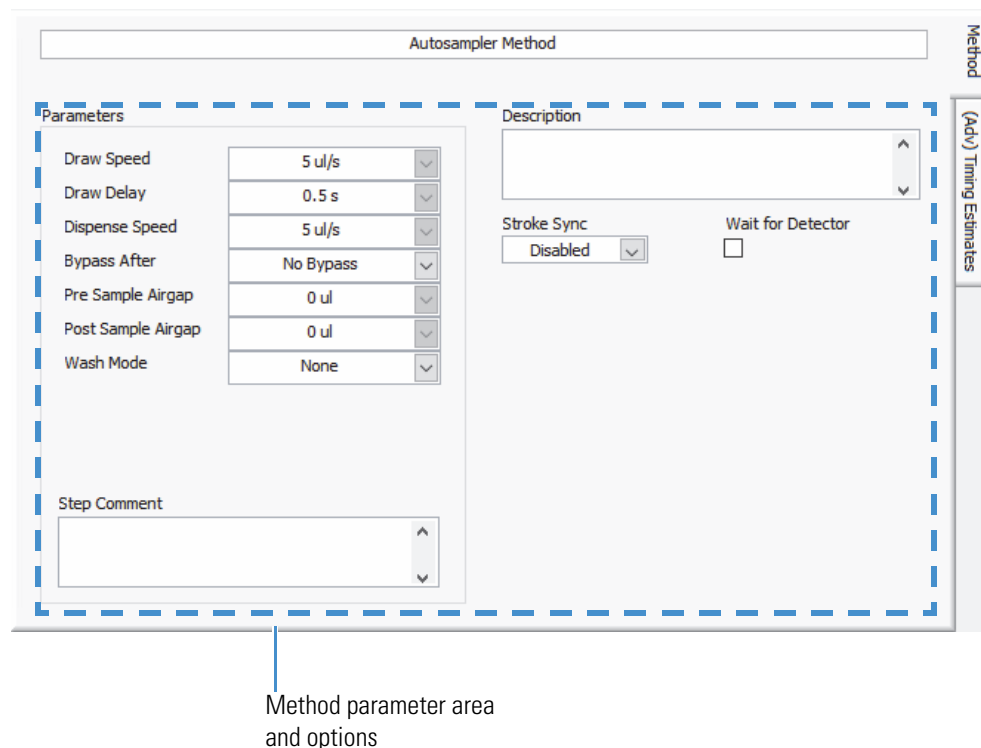 Autosampler Method
Method
(Adv) Timing Estimates
Parameters
Draw Speed 5 ul/s
Draw Delay 0.5 s
Dispense Speed 5 ul/s
Bypass After No Bypass
Pre Sample Airgap 0 ul
Post Sample Airgap 0 ul
Wash Mode None
Step Comment
Description
Stroke Sync Wait for Detector
Disabled
Method parameter area
and options